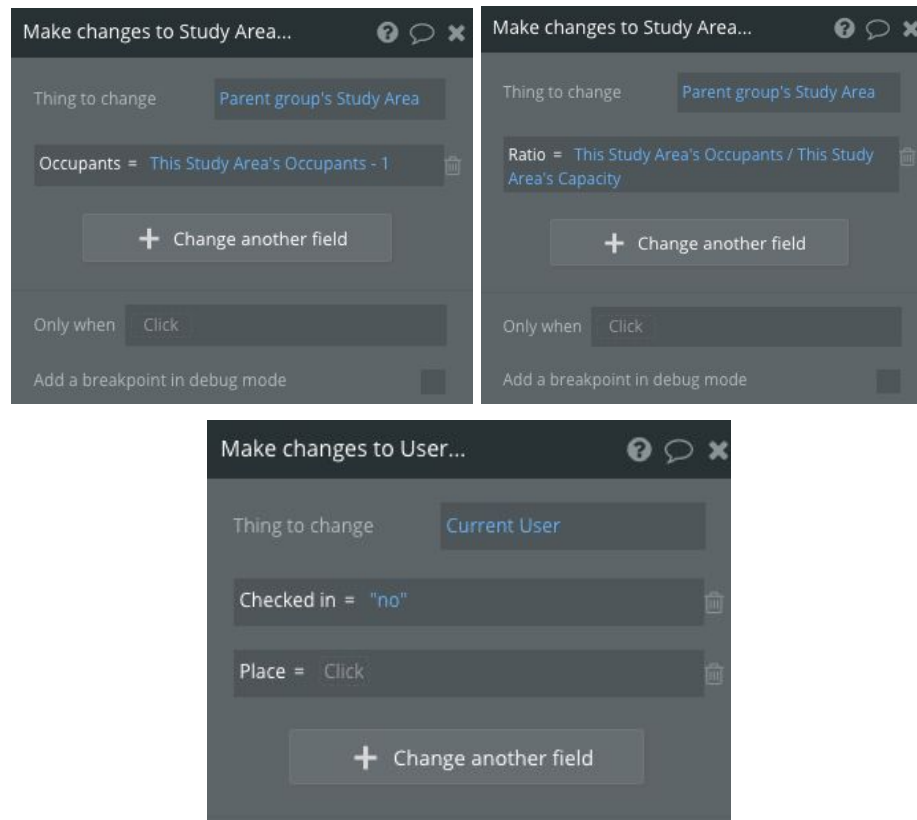 Make changes to Study Area...
Thing to change Parent group's Study Area
Occupants = This Study Area's Occupants - 1
+ Change another field
Only when Click
Add a breakpoint in debug mode
Make changes to Study Area...
Thing to change Parent group's Study Area
Ratio = This Study Area's Occupants / This Study
Area's Capacity
+ Change another field
Only when Click
Add a breakpoint in debug mode
Make changes to User...
Thing to change Current User
Checked in = "no"
Place = Click
+ Change another field